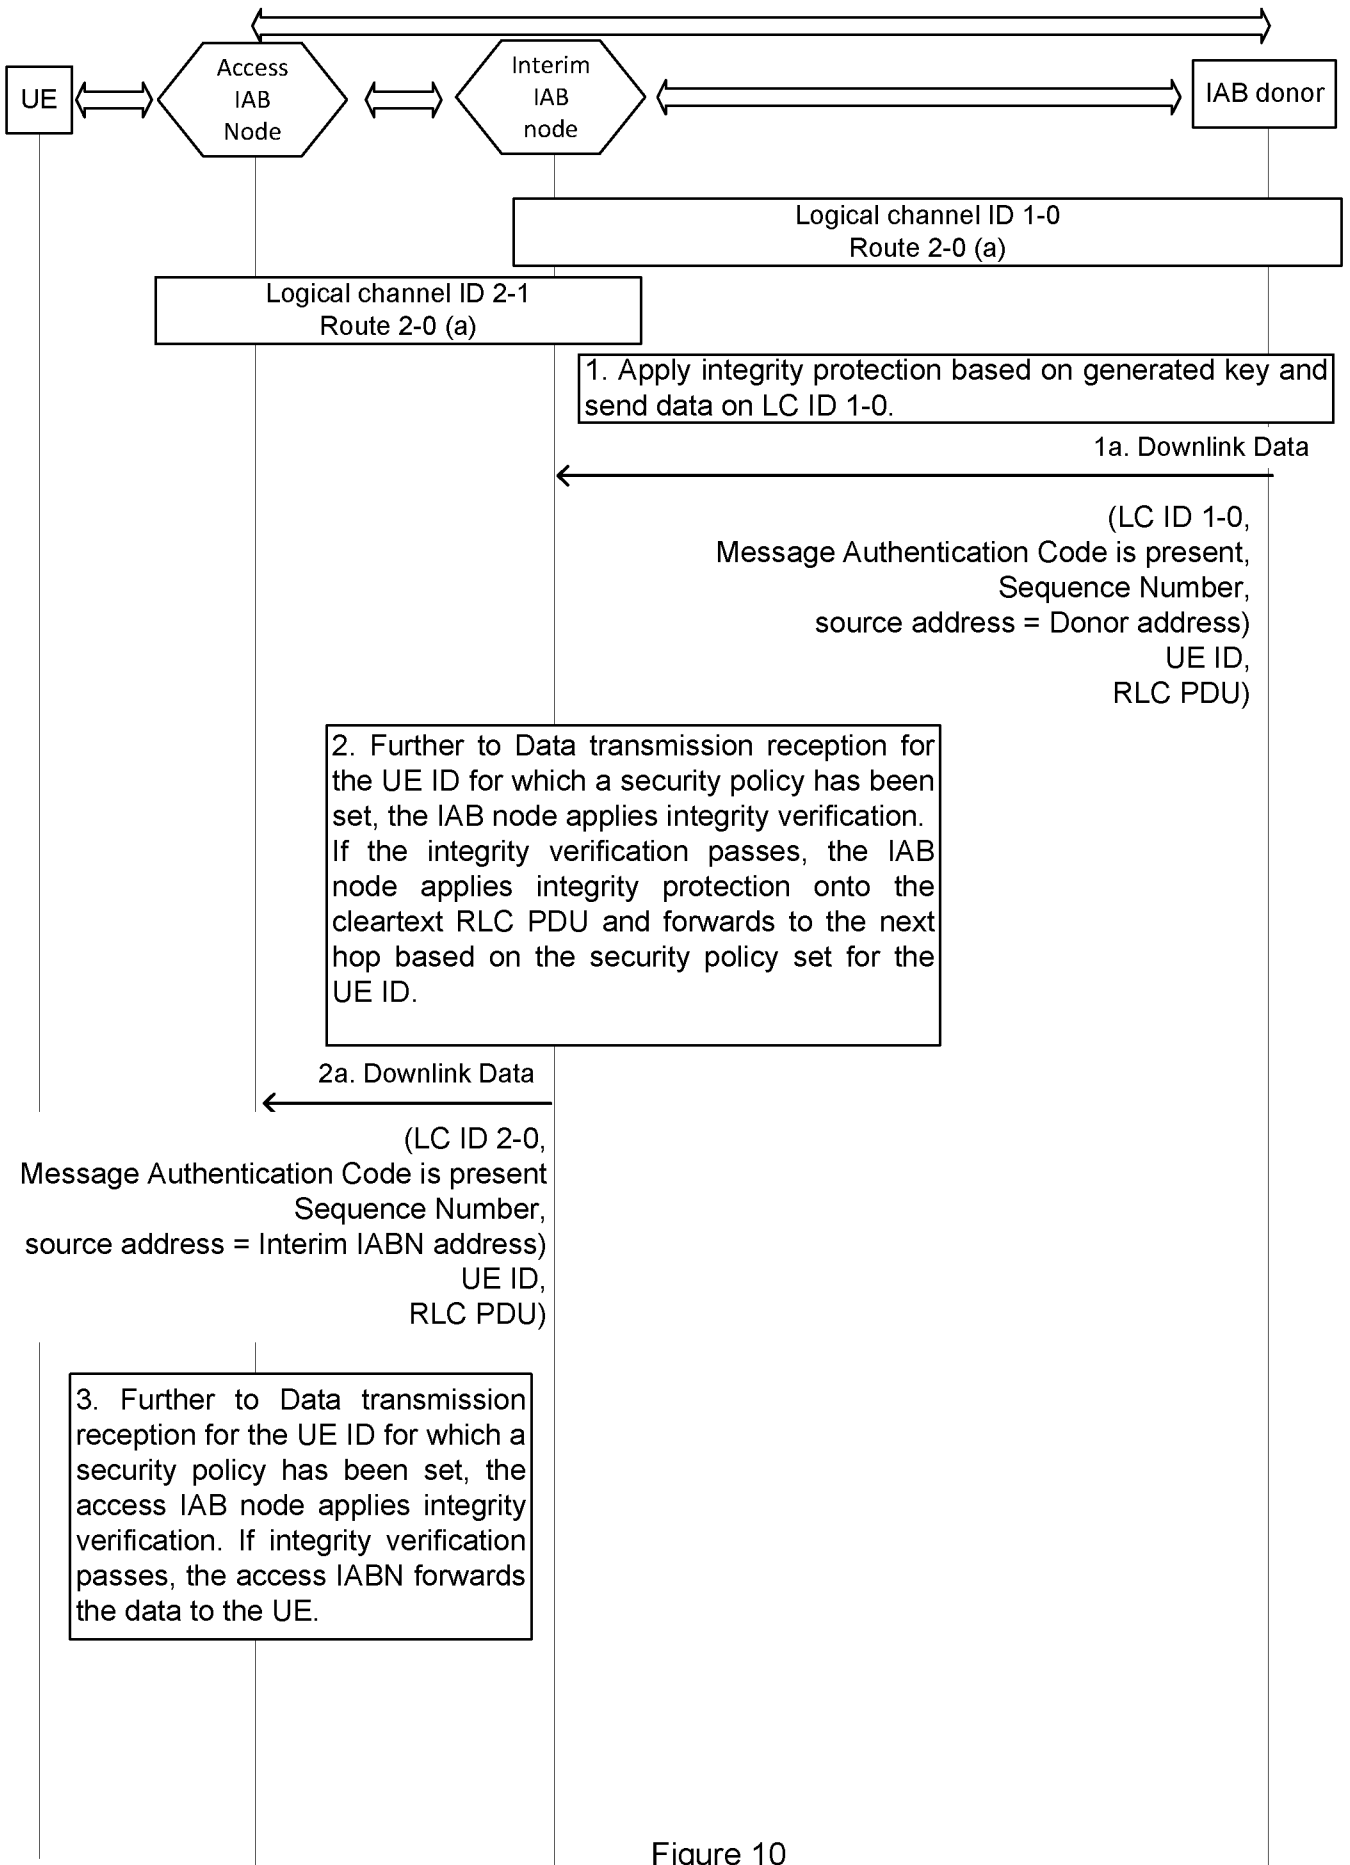 UE
Access
IAB
Node
Interim
IAB
node
IAB donor
Logical channel ID 1-0
Route 2-0 (a)
Logical channel ID 2-1
Route 2-0 (a)
1. Apply integrity protection based on generated key and
send data on LC ID 1-0.
1a. Downlink Data
(LC ID 1-0,
Message Authentication Code is present,
Sequence Number,
source address = Donor address)
UE ID,
RLC PDU)
2. Further to Data transmission reception for
the UE ID for which a security policy has been
set, the IAB node applies integrity verification.
If the integrity verification passes, the IAB
node applies integrity protection onto the
cleartext RLC PDU and forwards to the next
hop based on the security policy set for the
UE ID.
2a. Downlink Data
(LC ID 2-0,
Message Authentication Code is present
Sequence Number,
source address = Interim IABN address)
UE ID,
RLC PDU)
3. Further to Data transmission
reception for the UE ID for which a
security policy has been set, the
access IAB node applies integrity
verification. If integrity verification
passes, the access IABN forwards
the data to the UE.
Figure 10